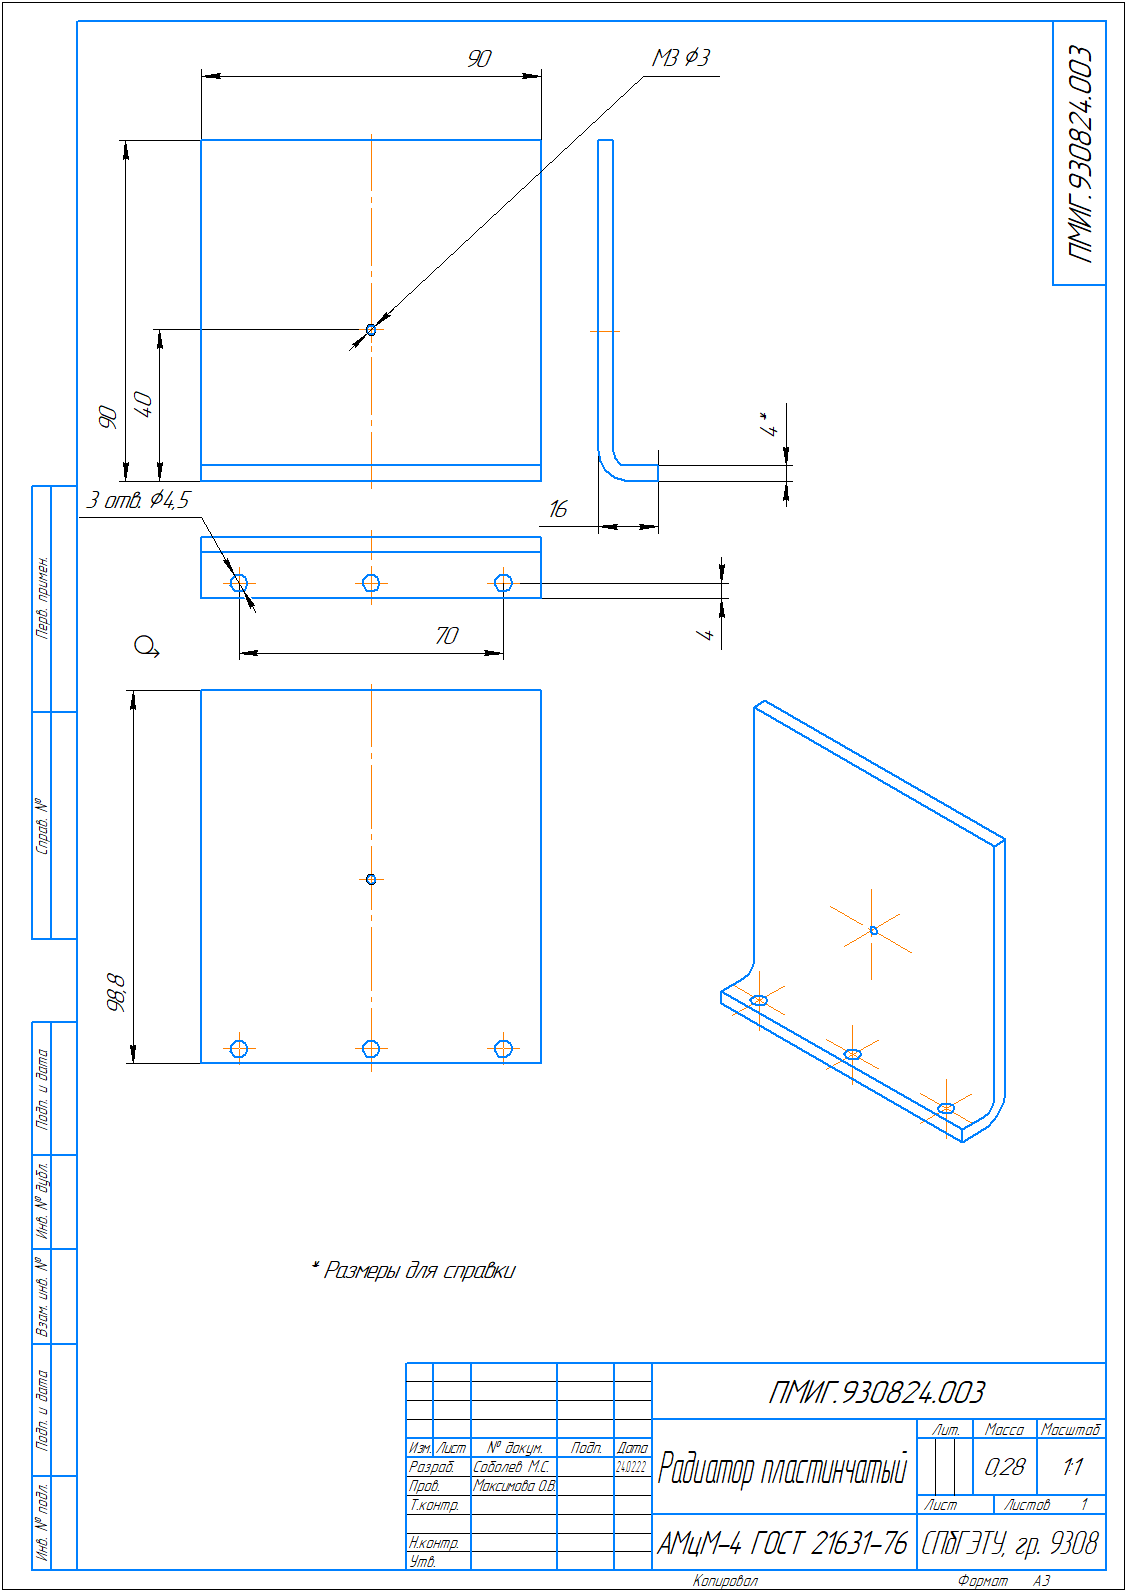 ПМИГ.930824.003
90
М3 ϕ3
90
40
4*
16
3 отв. ϕ4,5
4
70
98,8
* Размеры для справки
Перв. примен.
Справ. №
Подп. и дата
Инв. № дубл.
Взам. инв. №
Подп. и дата
Инв. № подл.
ПМИГ.930824.003
Изм. Лист № докум. Подп. Дата
Разраб. Соболев М.С. 240222
Пров. Максимова О.В.
Т.контр.
Н.контр.
Утв.
Радиатор пластинчатый
Лит. Масса Масштаб
0,28 1:1
Лист Листов 1
АМцМ-4 ГОСТ 21631-76
СПбГЭТУ, гр. 9308
Копировал Формат А3